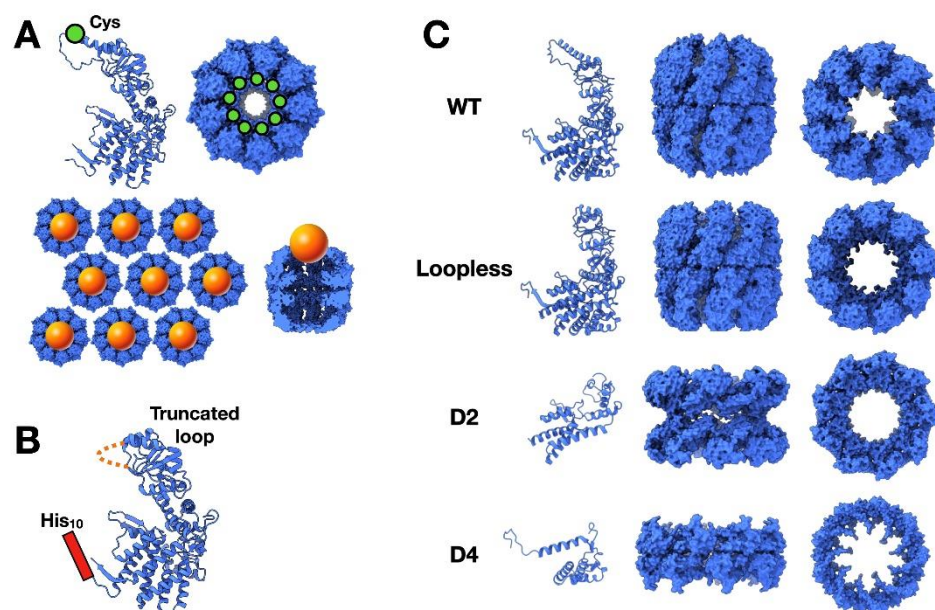 A
Cys
B
Truncated
loop
His₁₀
C
WT
Loopless
D2
D4